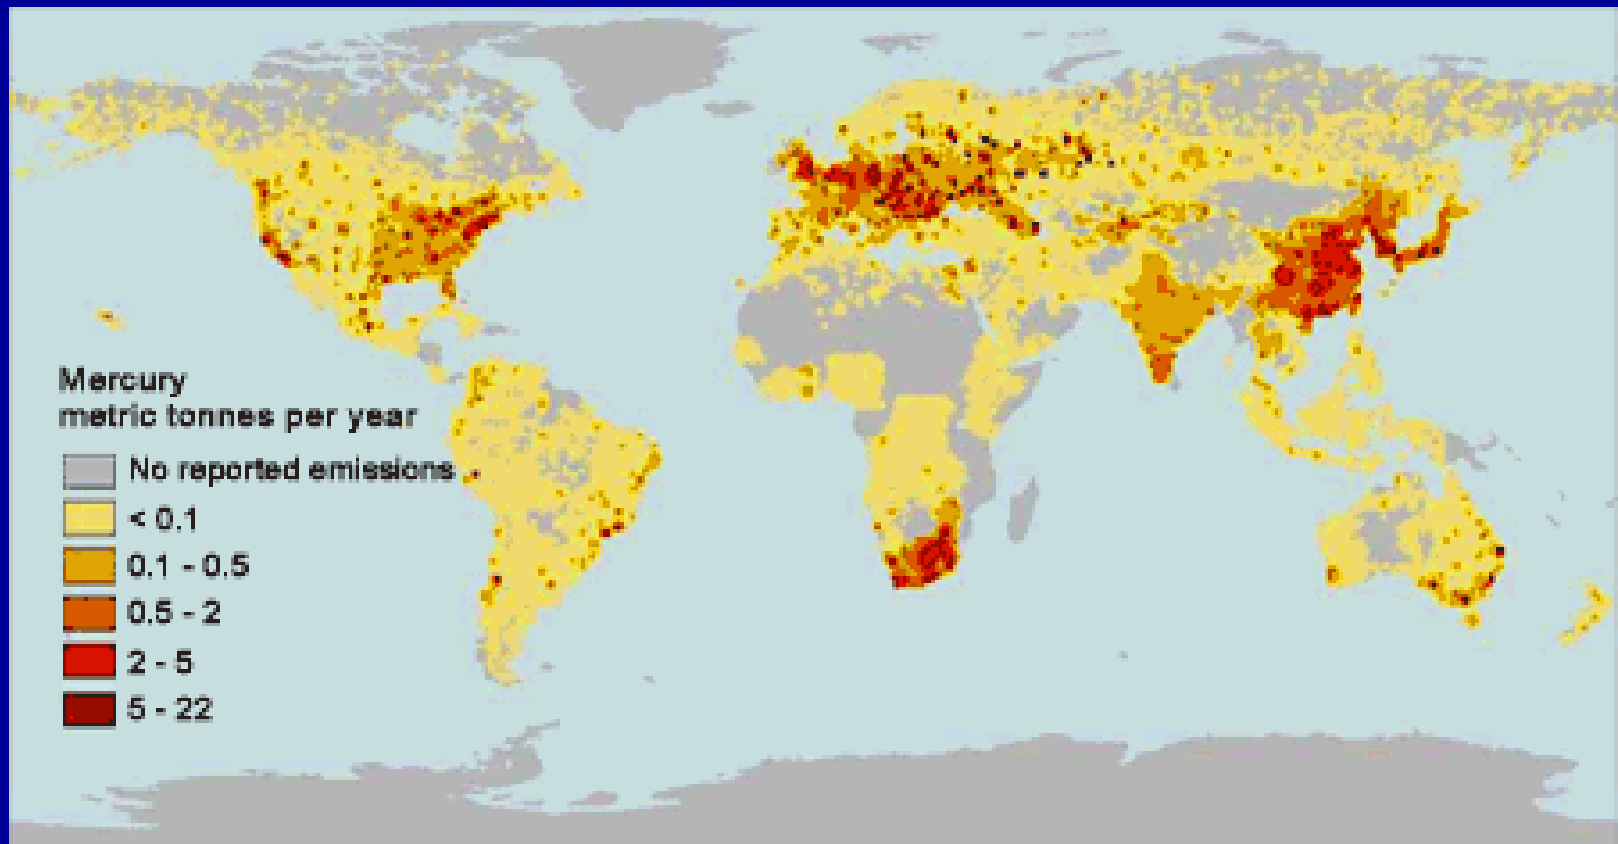 Mercury
metric tonnes per year
No reported emissions
< 0.1
0.1 - 0.5
0.5 - 2
2 - 5
5 - 22